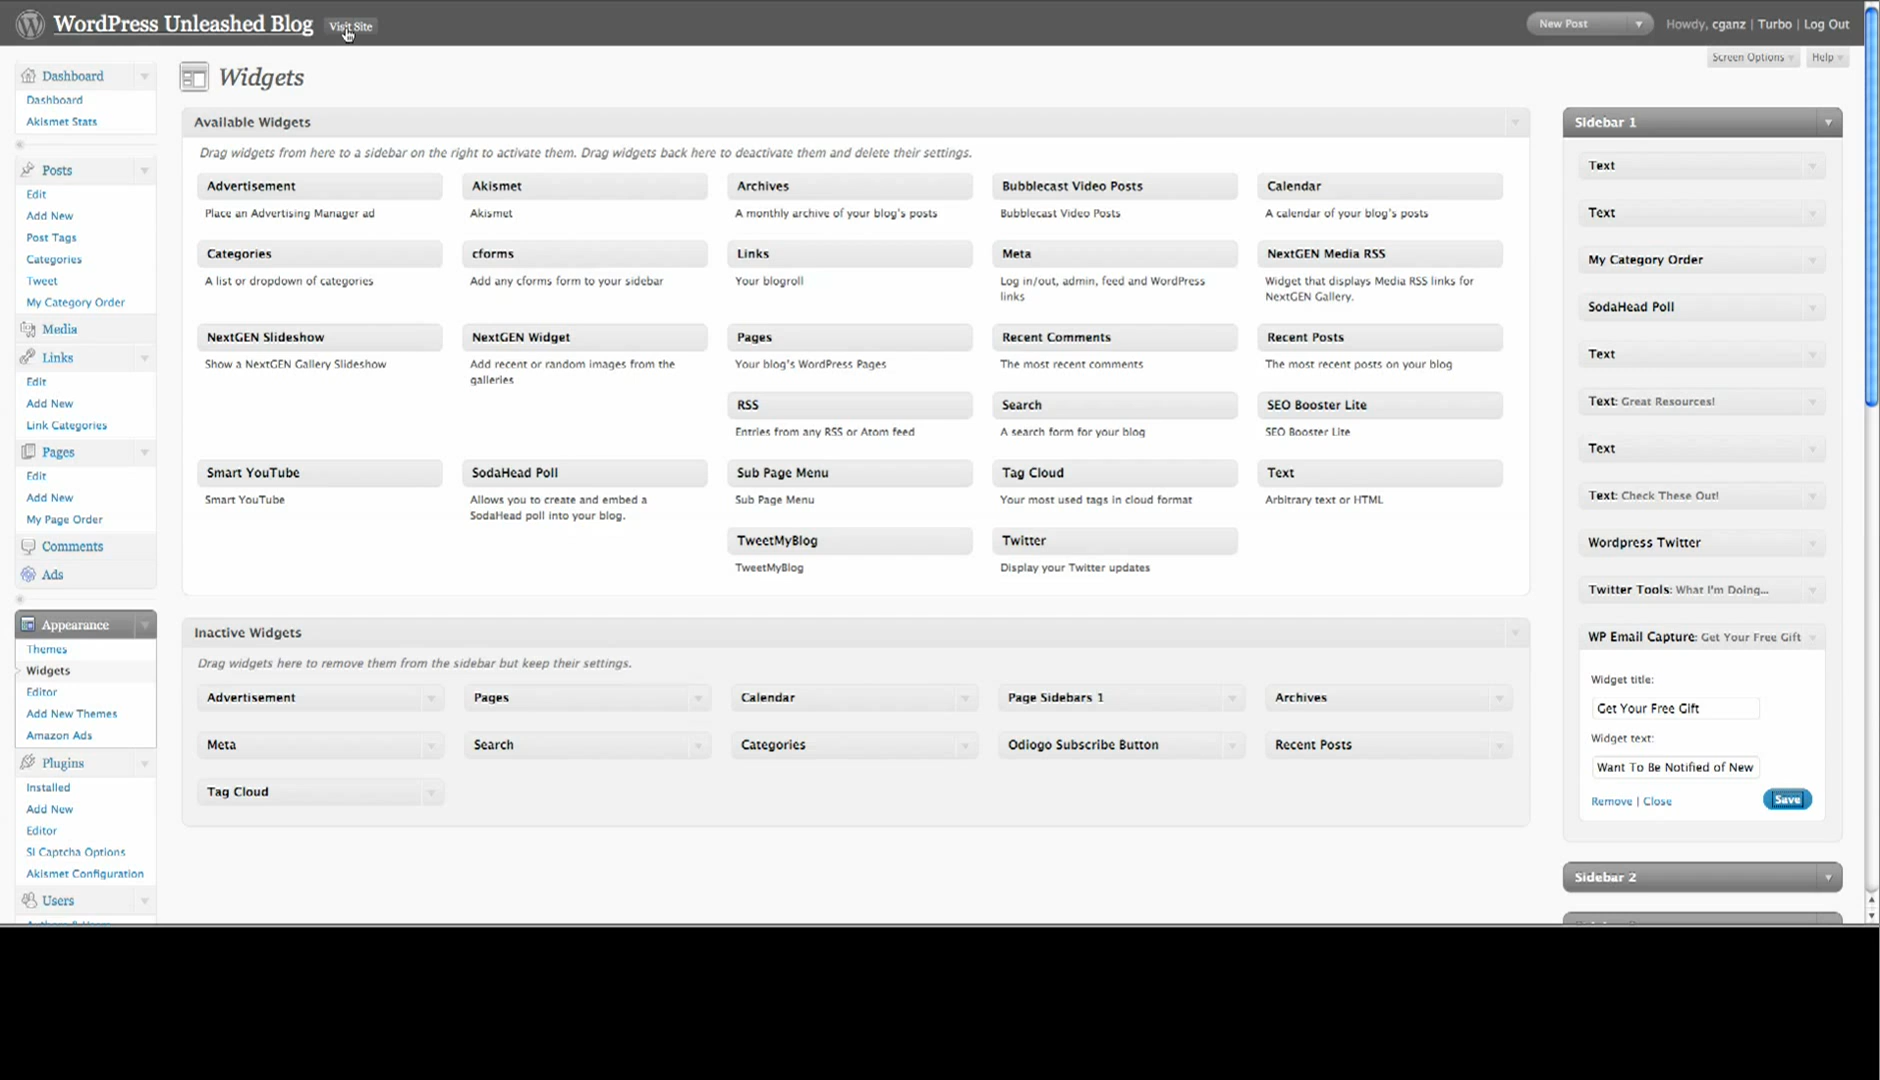 WordPress Unleashed Blog
Visit Site
New Post
Howdy, cganz | Turbo | Log Out
Screen Options
Help
Dashboard
Dashboard
Akismet Stats
Posts
Edit
Add New
Post Tags
Categories
Tweet
My Category Order
Media
Links
Edit
Add New
Link Categories
Pages
Edit
Add New
My Page Order
Comments
Ads
Appearance
Themes
Widgets
Editor
Add New Themes
Amazon Ads
Plugins
Installed
Add New
Editor
SI Captcha Options
Akismet Configuration
Users
Widgets
Available Widgets
Drag widgets from here to a sidebar on the right to activate them. Drag widgets back here to deactivate them and delete their settings.
Advertisement
Place an Advertising Manager ad
Akismet
Akismet
Archives
A monthly archive of your blog's posts
Bubblecast Video Posts
Bubblecast Video Posts
Calendar
A calendar of your blog's posts
Categories
A list or dropdown of categories
cforms
Add any cforms form to your sidebar
Links
Your blogroll
Meta
Log in/out, admin, feed and WordPress
links
NextGEN Media RSS
Widget that displays Media RSS links for
NextGEN Gallery.
NextGEN Slideshow
Show a NextGEN Gallery Slideshow
NextGEN Widget
Add recent or random images from the
galleries
Pages
Your blog's WordPress Pages
Recent Comments
The most recent comments
Recent Posts
The most recent posts on your blog
RSS
Entries from any RSS or Atom feed
Search
A search form for your blog
SEO Booster Lite
SEO Booster Lite
Smart YouTube
Smart YouTube
SodaHead Poll
Allows you to create and embed a
SodaHead poll into your blog.
Sub Page Menu
Sub Page Menu
Tag Cloud
Your most used tags in cloud format
Text
Arbitrary text or HTML
TweetMyBlog
TweetMyBlog
Twitter
Display your Twitter updates
Inactive Widgets
Drag widgets here to remove them from the sidebar but keep their settings.
Advertisement
Pages
Calendar
Page Sidebars 1
Archives
Meta
Search
Categories
Odiogo Subscribe Button
Recent Posts
Tag Cloud
Sidebar 1
Text
Text
My Category Order
SodaHead Poll
Text
Text: Great Resources!
Text
Text: Check These Out!
Wordpress Twitter
Twitter Tools: What I'm Doing...
WP Email Capture: Get Your Free Gift
Widget title:
Get Your Free Gift
Widget text:
Want To Be Notified of New
Remove | Close
Save
Sidebar 2